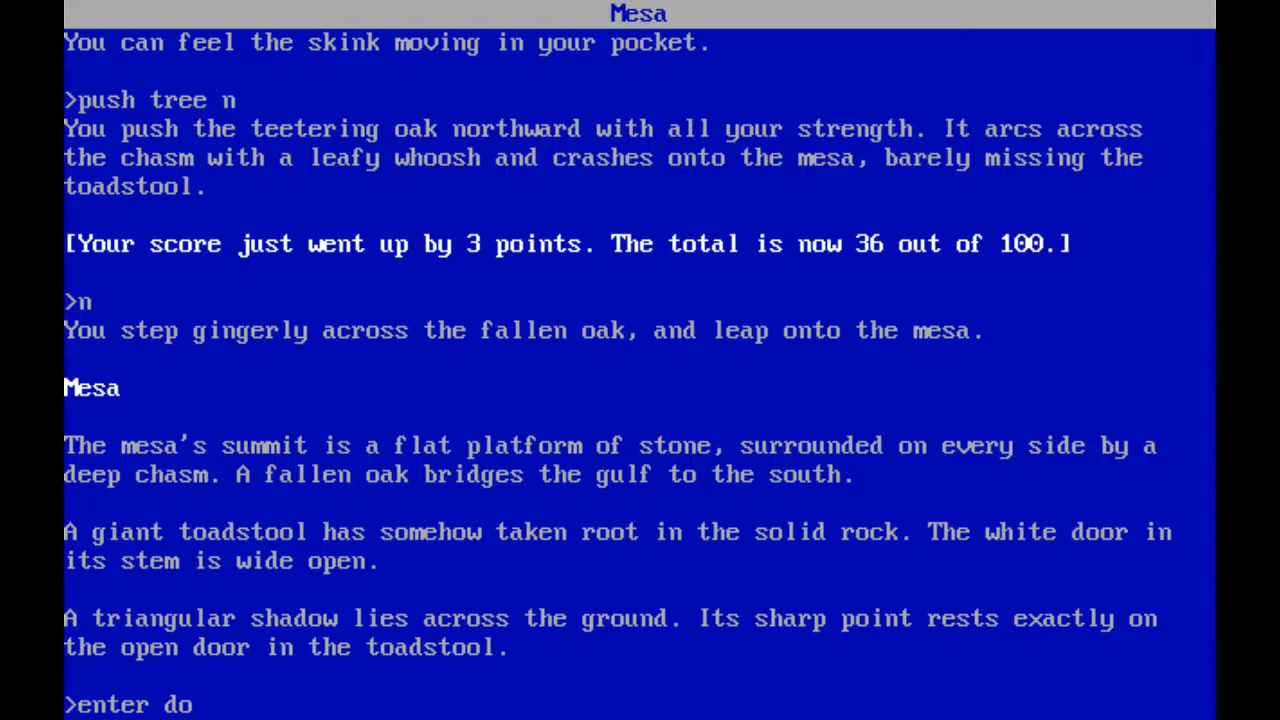 Mesa
You can feel the skink moving in your pocket.
>push tree n
You push the teetering oak northward with all your strength. It arcs across
the chasm with a leafy whoosh and crashes onto the mesa, barely missing the
toadstool.
[Your score just went up by 3 points. The total is now 36 out of 100.]
>n
You step gingerly across the fallen oak, and leap onto the mesa.
Mesa
The mesa's summit is a flat platform of stone, surrounded on every side by a
deep chasm. A fallen oak bridges the gulf to the south.
A giant toadstool has somehow taken root in the solid rock. The white door in
its stem is wide open.
A triangular shadow lies across the ground. Its sharp point rests exactly on
the open door in the toadstool.
>enter do